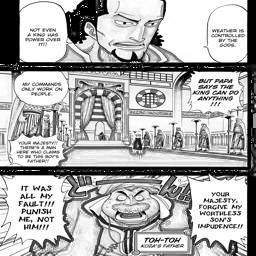 WEATHER IS
CONTROLLED
BY THE
GODS.
NOT EVEN
A KING HAS
POWER OVER
IT!!
BUT PAPA
SAYS THE
KING CAN DO
ANYTHING
!!!
MY COMMANDS
ONLY WORK ON
PEOPLE.
YOUR MAJESTY!!
THERE'S A MAN
HERE WHO CLAIMS
TO BE THIS BOY'S
FATHER!!
YOUR
MAJESTY,
FORGIVE MY
WORTHLESS
SON'S
IMPUDENCE!!
IT WAS
ALL MY
FAULT!!!
PUNISH
ME, NOT
HIM!!!
TOH-TOH
KOZA'S FATHER